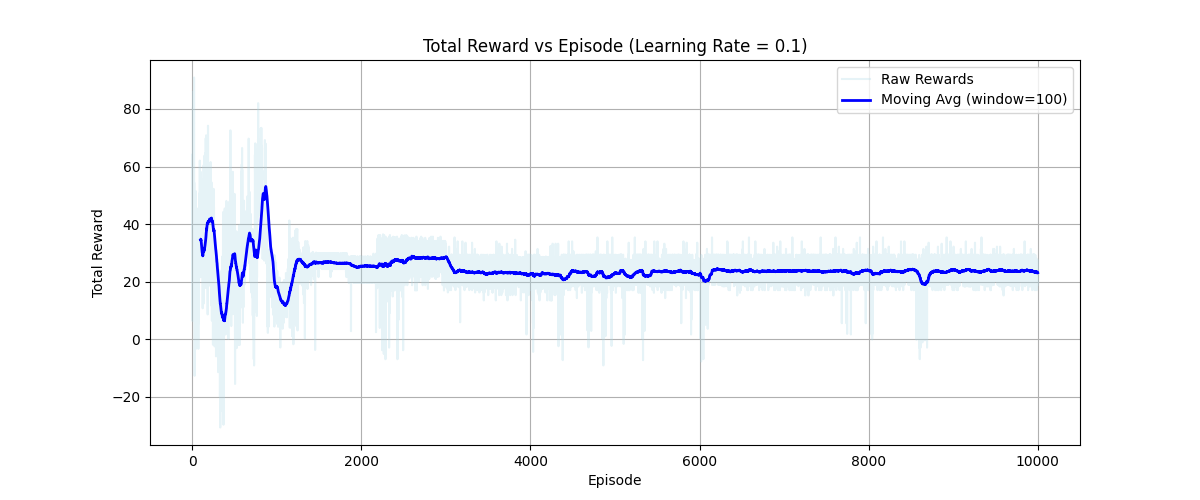 Total Reward vs Episode (Learning Rate = 0.1)
Raw Rewards
Moving Avg (window=100)
Total Reward
80
60
40
20
0
−20
0
2000
4000
6000
8000
10000
Episode